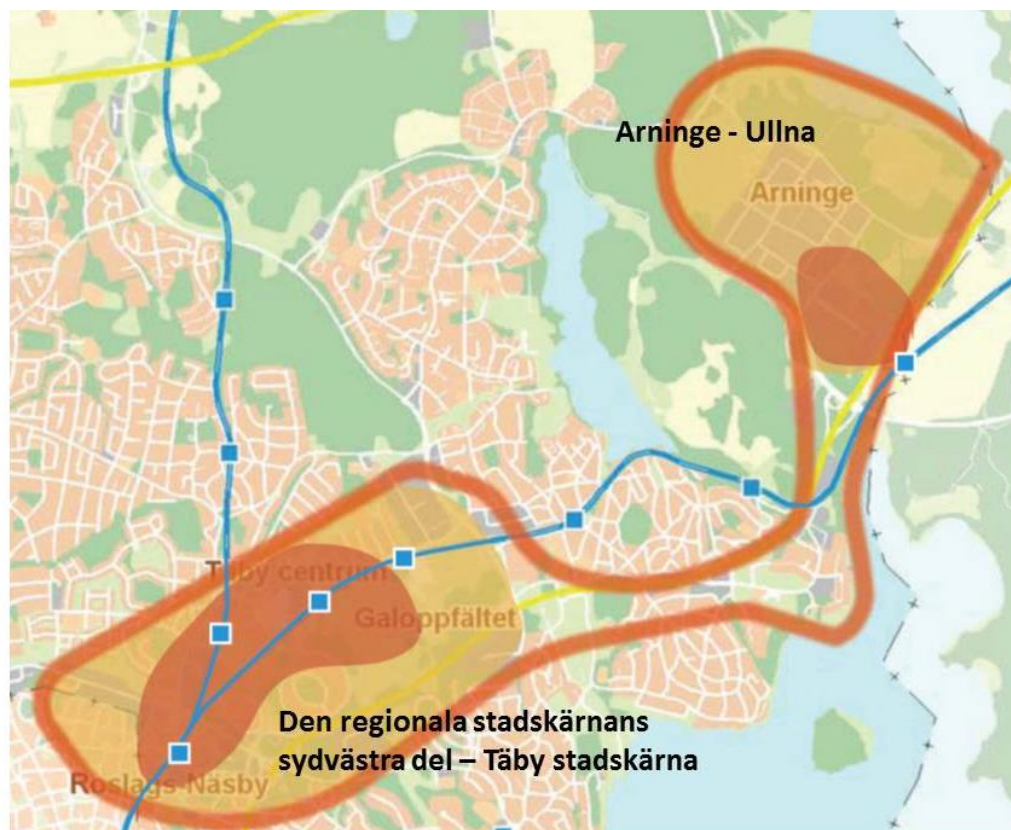 Arninge - Ullna
Arninge
Täby centrum
Galoppfältet
Den regionala stadskärnans
sydvästra del – Täby stadskärna
Roslags-Näsby